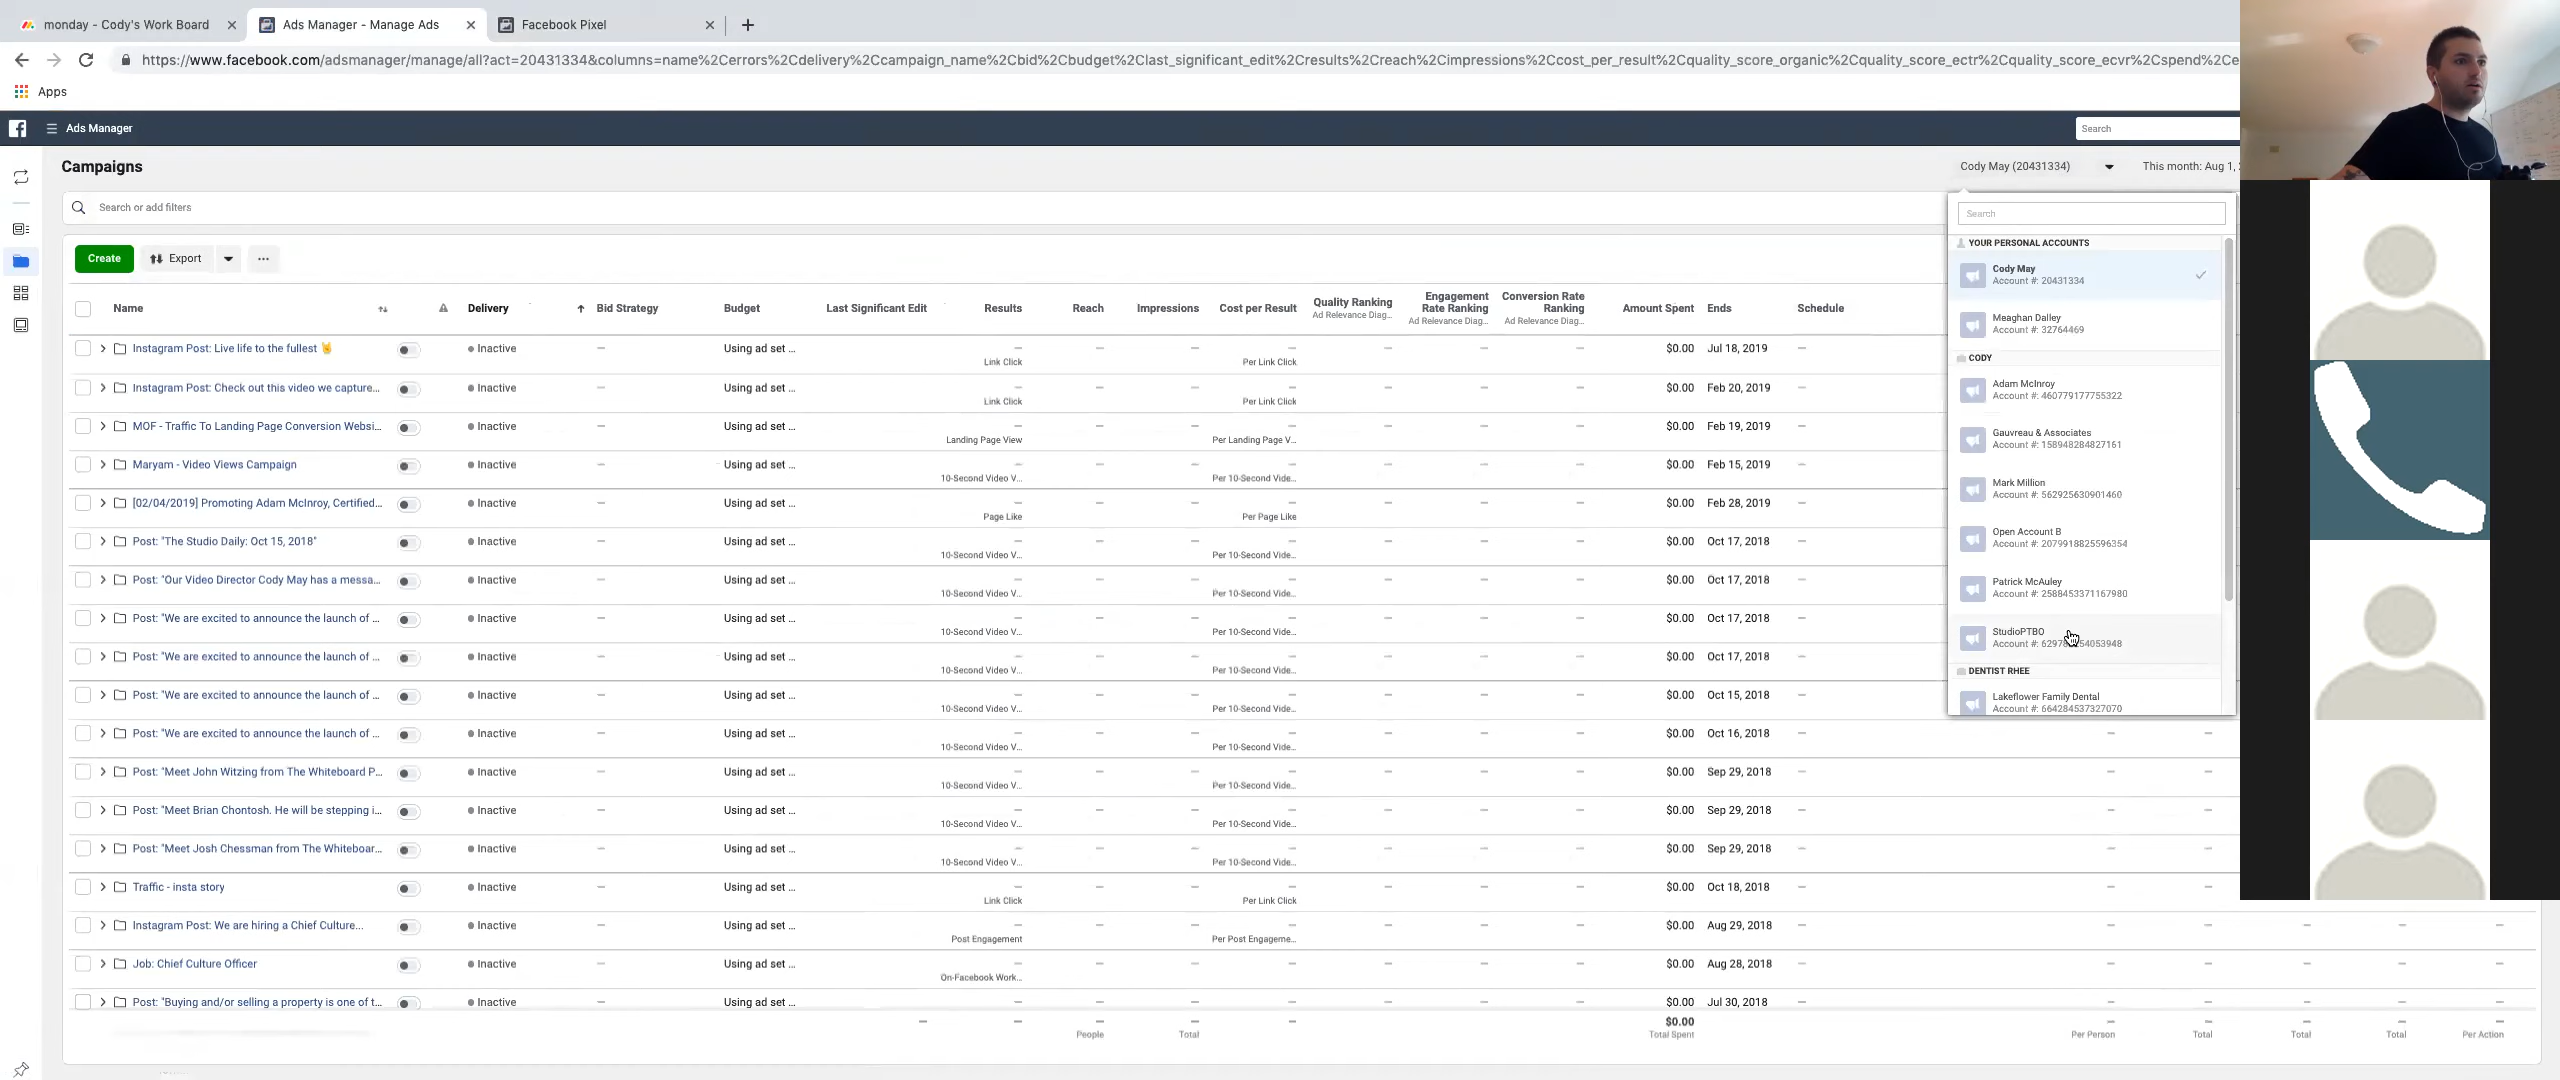 monday - Cody's Work Board
Ads Manager - Manage Ads
Facebook Pixel
https://www.facebook.com/adsmanager/manage/all?act=20431334&columns=name%2Cerrors%2Cdelivery%2Ccampaign_name%2Cbid%2Cbudget%2Clast_significant_edit%2Cresults%2Creach%2Cimpressions%2Ccost_per_result%2Cquality_score_organic%2Cquality_score_ectr%2Cquality_score_ecvr%2Cspend%2Ce
Apps
Ads Manager
Search
Campaigns
Cody May (20431334)
This month: Aug 1,
Search or add filters
Create
Export
Name Delivery Bid Strategy Budget Last Significant Edit Results Reach Impressions Cost per Result Quality Ranking Ad Relevance Diag... Engagement Rate Ranking Ad Relevance Diag... Conversion Rate Ranking Ad Relevance Diag... Amount Spent Ends Schedule
Instagram Post: Live life to the fullest 🤘 Inactive — Using ad set ... — — — — — — — $0.00 Jul 18, 2019 —
Link Click Per Link Click
Instagram Post: Check out this video we capture... Inactive — Using ad set ... — — — — — — — $0.00 Feb 20, 2019 —
Link Click Per Link Click
MOF - Traffic To Landing Page Conversion Websi... Inactive — Using ad set ... — — — — — — — $0.00 Feb 19, 2019 —
Landing Page View Per Landing Page V...
Maryam - Video Views Campaign Inactive — Using ad set ... — — — — — — — $0.00 Feb 15, 2019 —
10-Second Video V... Per 10-Second Vide...
[02/04/2019] Promoting Adam McInroy, Certified... Inactive — Using ad set ... — — — — — — — $0.00 Feb 28, 2019 —
Page Like Per Page Like
Post: "The Studio Daily: Oct 15, 2018" Inactive — Using ad set ... — — — — — — — $0.00 Oct 17, 2018 —
10-Second Video V... Per 10-Second Vide...
Post: "Our Video Director Cody May has a messa... Inactive — Using ad set ... — — — — — — — $0.00 Oct 17, 2018 —
10-Second Video V... Per 10-Second Vide...
Post: "We are excited to announce the launch of ... Inactive — Using ad set ... — — — — — — — $0.00 Oct 17, 2018 —
10-Second Video V... Per 10-Second Vide...
Post: "We are excited to announce the launch of ... Inactive — Using ad set ... — — — — — — — $0.00 Oct 17, 2018 —
10-Second Video V... Per 10-Second Vide...
Post: "We are excited to announce the launch of ... Inactive — Using ad set ... — — — — — — — $0.00 Oct 15, 2018 —
10-Second Video V... Per 10-Second Vide...
Post: "We are excited to announce the launch of ... Inactive — Using ad set ... — — — — — — — $0.00 Oct 16, 2018 — — —
10-Second Video V... Per 10-Second Vide...
Post: "Meet John Witzing from The Whiteboard P... Inactive — Using ad set ... — — — — — — — $0.00 Sep 29, 2018 — — —
10-Second Video V... Per 10-Second Vide...
Post: "Meet Brian Chontosh. He will be stepping i... Inactive — Using ad set ... — — — — — — — $0.00 Sep 29, 2018 — — —
10-Second Video V... Per 10-Second Vide...
Post: "Meet Josh Chessman from The Whiteboar... Inactive — Using ad set ... — — — — — — — $0.00 Sep 29, 2018 — — —
10-Second Video V... Per 10-Second Vide...
Traffic - insta story Inactive — Using ad set ... — — — — — — — $0.00 Oct 18, 2018 — — —
Link Click Per Link Click
Instagram Post: We are hiring a Chief Culture... Inactive — Using ad set ... — — — — — — — $0.00 Aug 29, 2018 — — — — — —
Post Engagement Per Post Engageme...
Job: Chief Culture Officer Inactive — Using ad set ... — — — — — — — $0.00 Aug 28, 2018 — — — — — —
On-Facebook Work...
Post: "Buying and/or selling a property is one of t... Inactive — Using ad set ... — — — — — — — $0.00 Jul 30, 2018 — — — — — —
— — — — — $0.00 — — — — —
People Total Total Spent Per Person Total Total Total Per Action
Search
YOUR PERSONAL ACCOUNTS
Cody May
Account #: 20431334
Meaghan Dalley
Account #: 32764469
CODY
Adam McInroy
Account #: 460779177755322
Gauvreau & Associates
Account #: 158948284827161
Mark Million
Account #: 562925630901460
Open Account B
Account #: 2079918825596354
Patrick McAuley
Account #: 2588453371167980
StudioPTBO
Account #:
DENTIST RHEE
Lakeflower Family Dental
Account #: 664284537327070